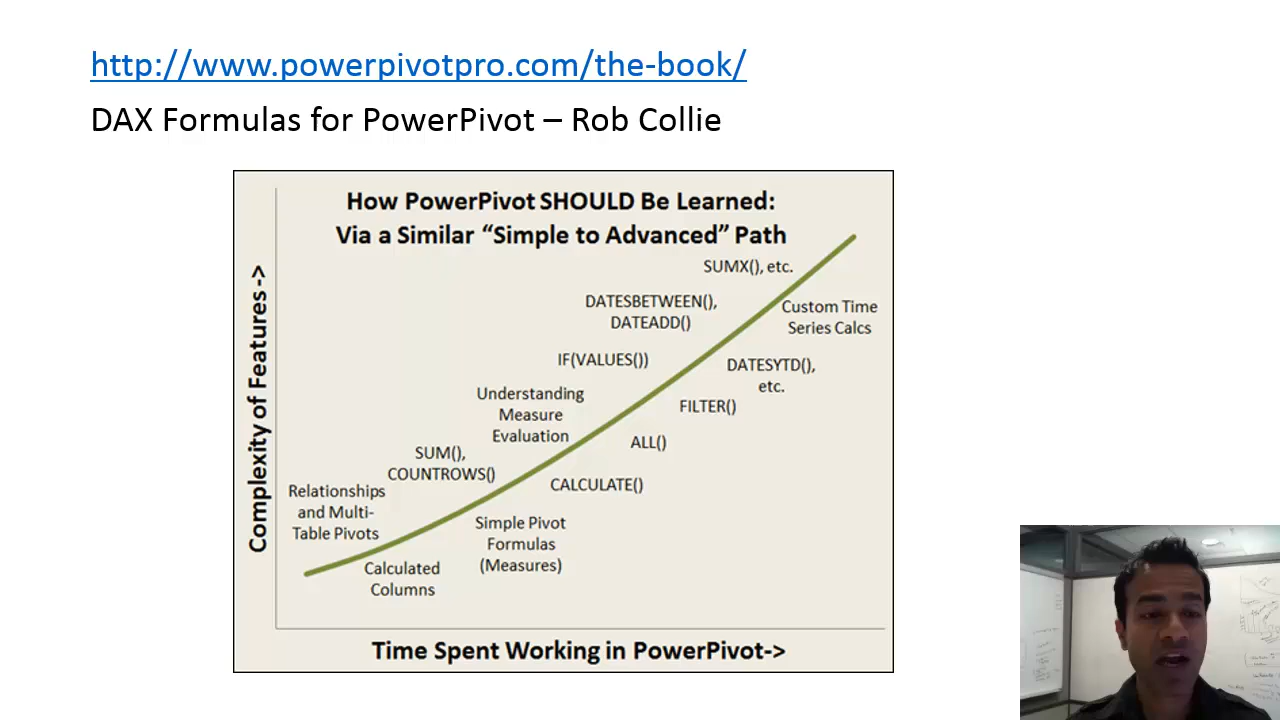 http://www.powerpivotpro.com/the-book/
DAX Formulas for PowerPivot – Rob Collie
How PowerPivot SHOULD Be Learned:
Via a Similar “Simple to Advanced” Path
SUMX(), etc.
DATESBETWEEN(),
DATEADD()
Custom Time
Series Calcs
IF(VALUES())
DATESYTD(),
etc.
Understanding
Measure
Evaluation
FILTER()
ALL()
SUM(),
COUNTROWS()
CALCULATE()
Relationships
and Multi-
Table Pivots
Simple Pivot
Formulas
(Measures)
Calculated
Columns
Complexity of Features ->
Time Spent Working in PowerPivot->